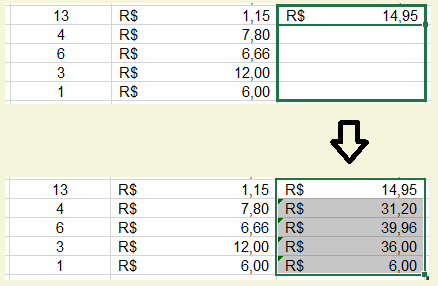 13 R$ 1,15 R$ 14,95
4 R$ 7,80
6 R$ 6,66
3 R$ 12,00
1 R$ 6,00
13 R$ 1,15 R$ 14,95
4 R$ 7,80 R$ 31,20
6 R$ 6,66 R$ 39,96
3 R$ 12,00 R$ 36,00
1 R$ 6,00 R$ 6,00